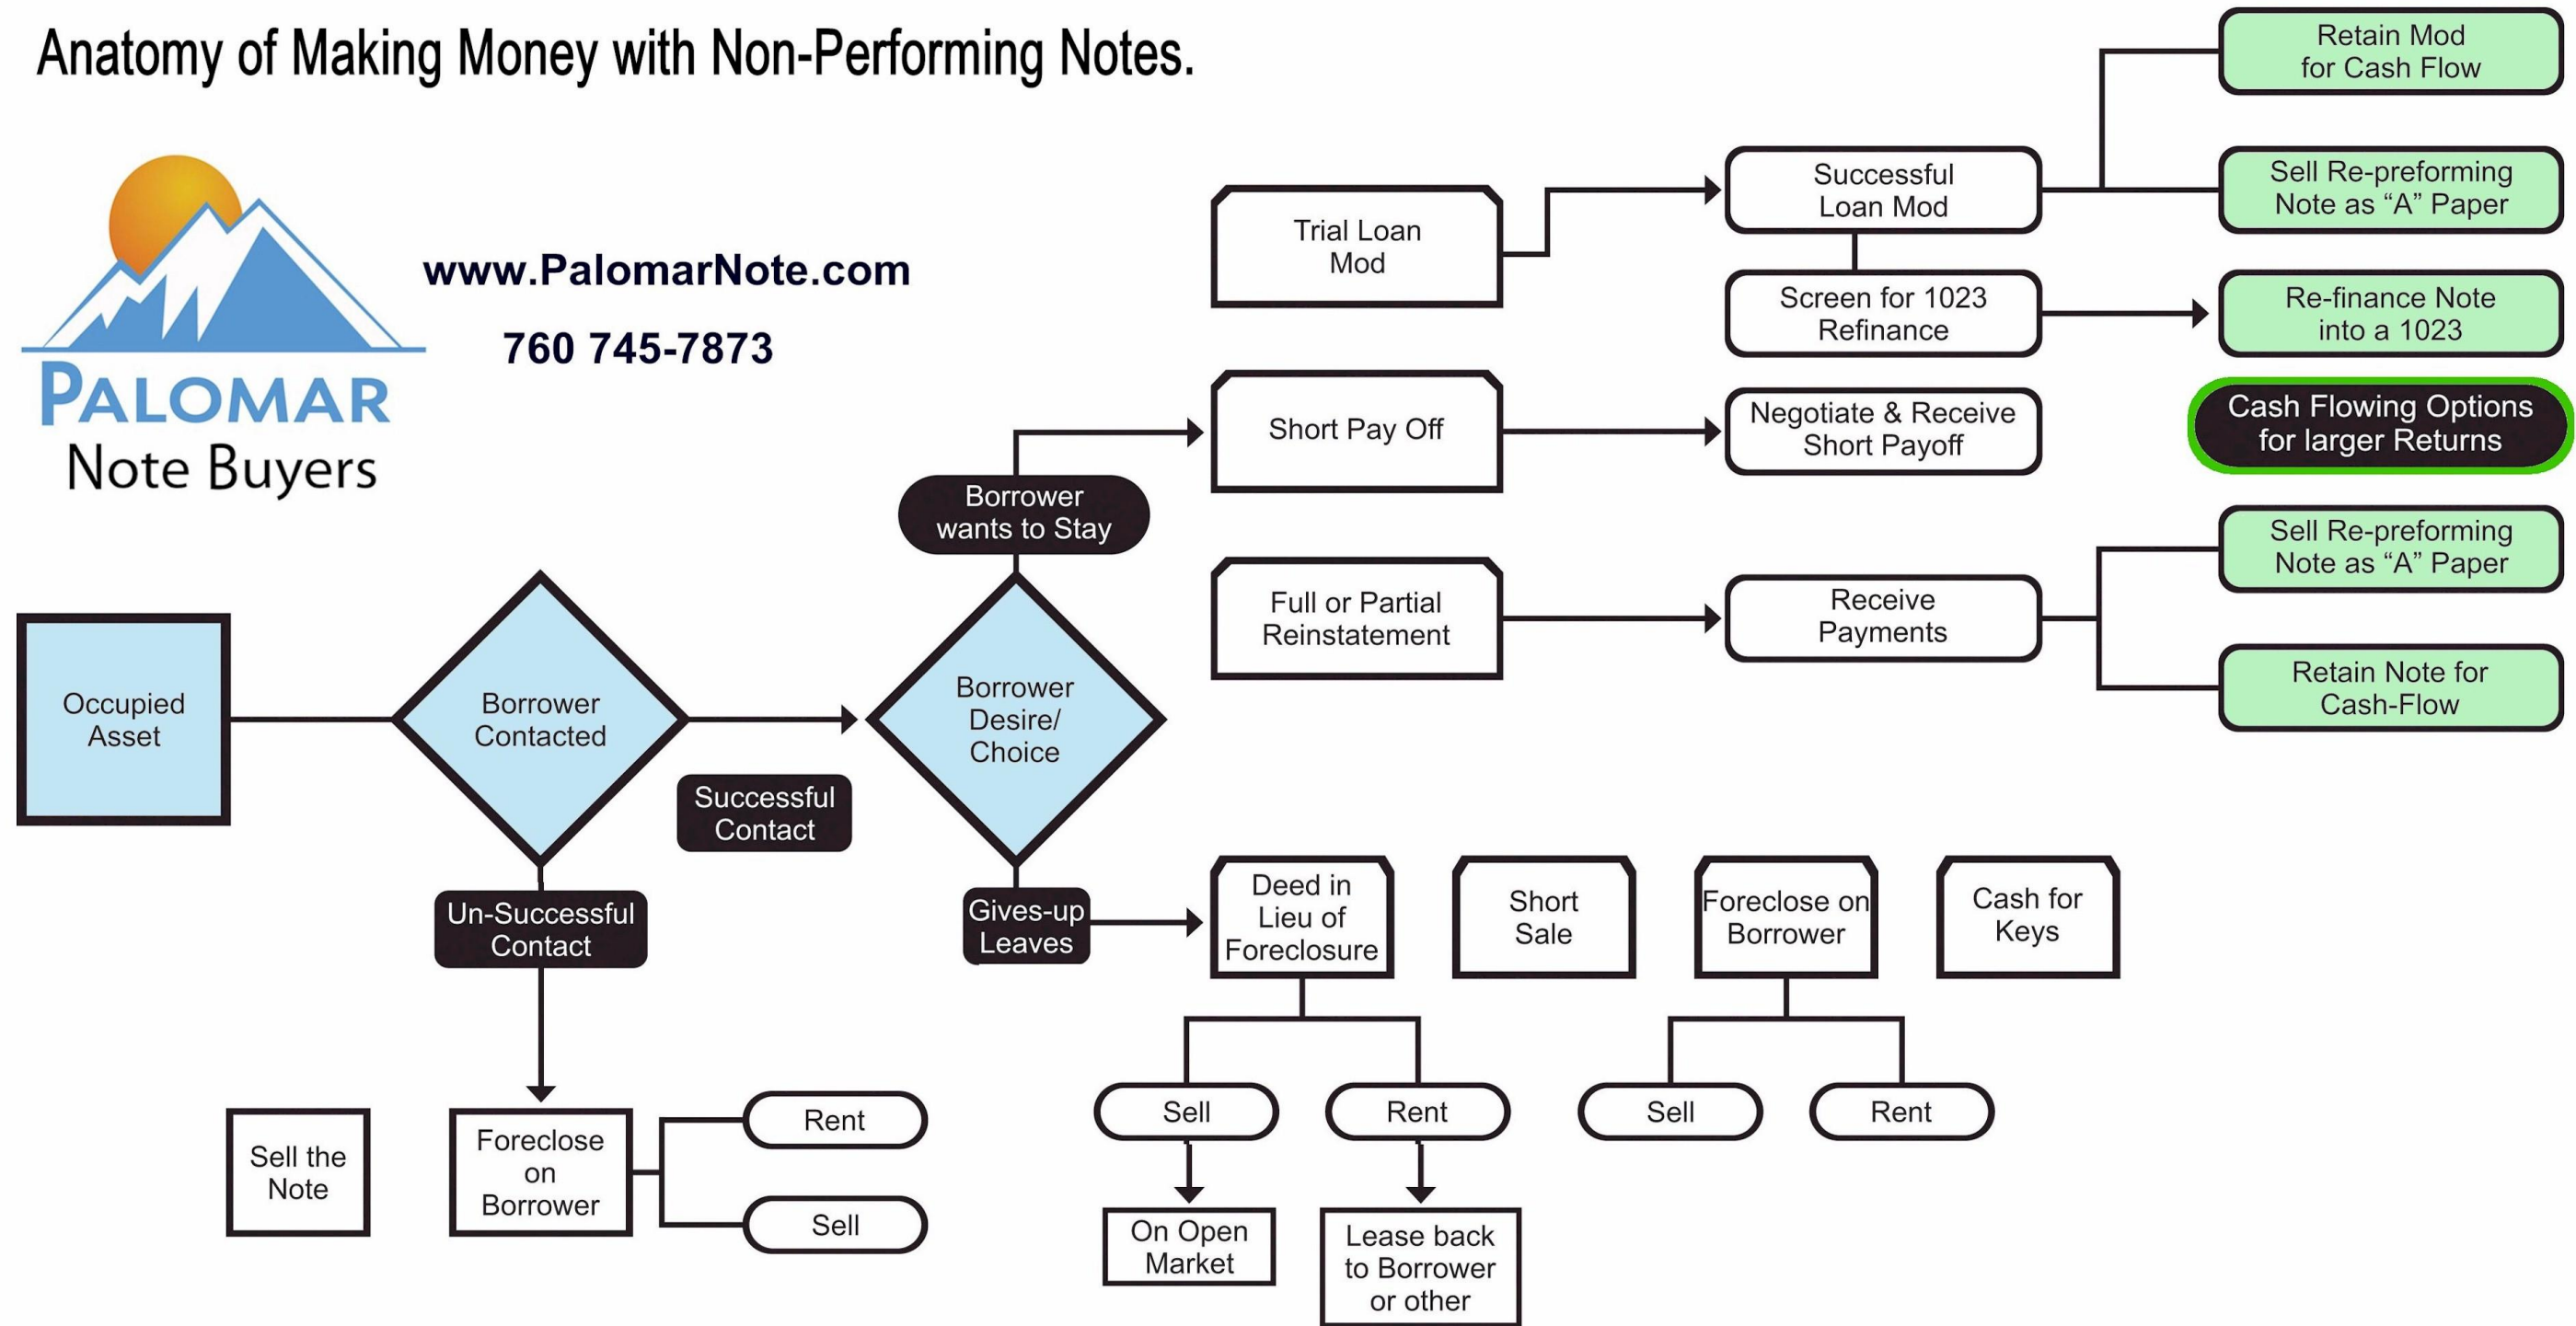 Anatomy of Making Money with Non-Performing Notes.
PALOMAR
Note Buyers
www.PalomarNote.com
760 745-7873
Occupied
Asset
Borrower
Contacted
Successful
Contact
Un-Successful
Contact
Sell the
Note
Foreclose
on
Borrower
Rent
Sell
Borrower
Desire/
Choice
Borrower
wants to Stay
Trial Loan
Mod
Successful
Loan Mod
Retain Mod
for Cash Flow
Sell Re-preforming
Note as “A” Paper
Screen for 1023
Refinance
Re-finance Note
into a 1023
Short Pay Off
Negotiate & Receive
Short Payoff
Cash Flowing Options
for larger Returns
Full or Partial
Reinstatement
Receive
Payments
Sell Re-preforming
Note as “A” Paper
Retain Note for
Cash-Flow
Gives-up
Leaves
Deed in
Lieu of
Foreclosure
Sell
On Open
Market
Rent
Lease back
to Borrower
or other
Short
Sale
Foreclose on
Borrower
Sell
Rent
Cash for
Keys